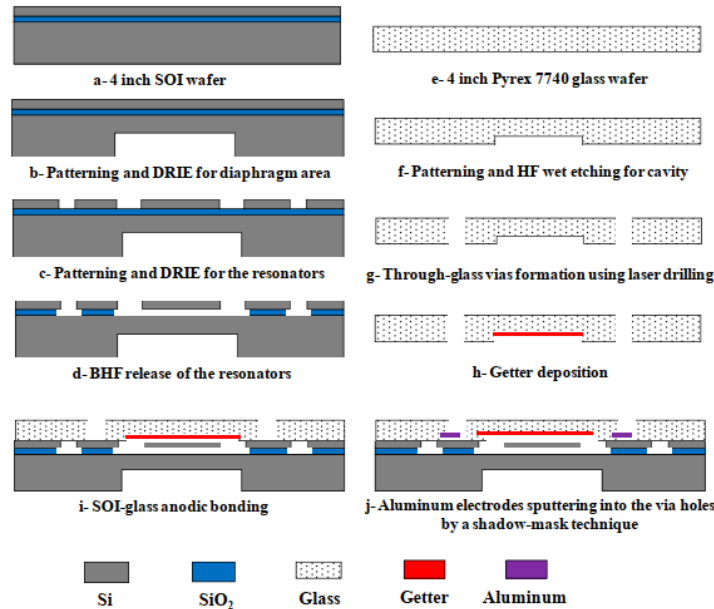 a- 4 inch SOI wafer
e- 4 inch Pyrex 7740 glass wafer
b- Patterning and DRIE for diaphragm area
f- Patterning and HF wet etching for cavity
c- Patterning and DRIE for the resonators
g- Through-glass vias formation using laser drilling
d- BHF release of the resonators
h- Getter deposition
i- SOI-glass anodic bonding
j- Aluminum electrodes sputtering into the via holes
by a shadow-mask technique
Si
SiO2
Glass
Getter
Aluminum